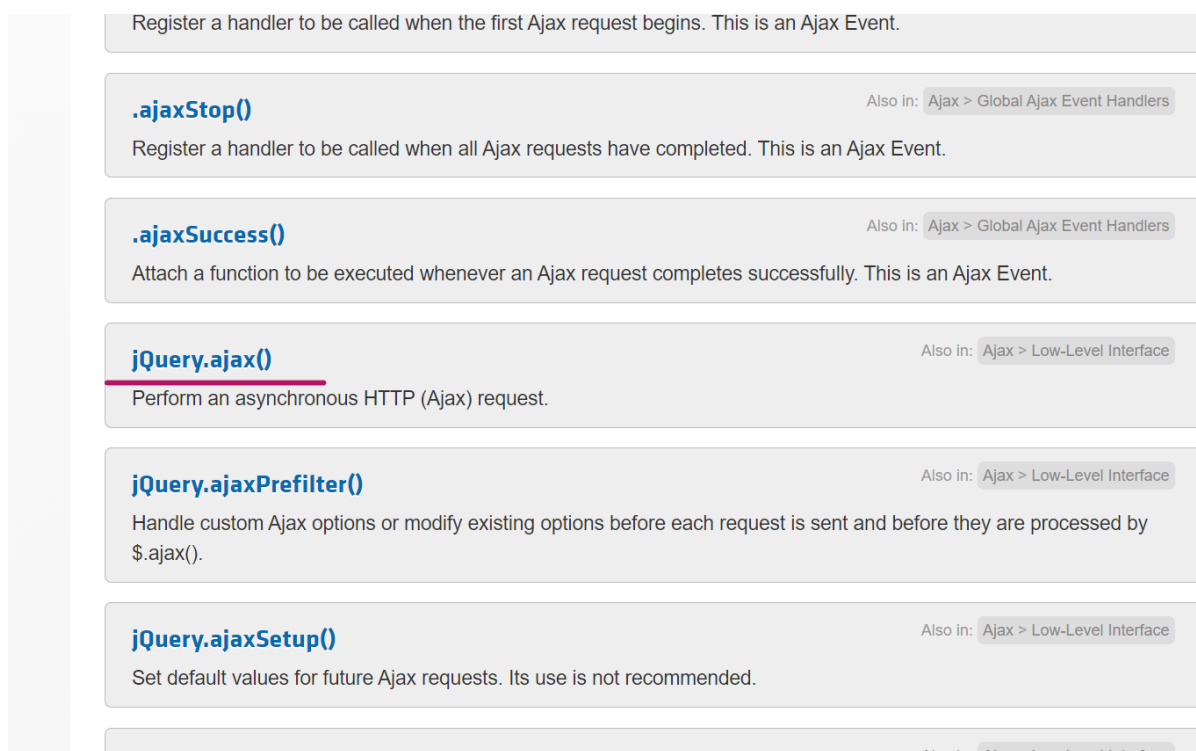 Register a handler to be called when the first Ajax request begins. This is an Ajax Event.
.ajaxStop()
Also in: Ajax > Global Ajax Event Handlers
Register a handler to be called when all Ajax requests have completed. This is an Ajax Event.
.ajaxSuccess()
Also in: Ajax > Global Ajax Event Handlers
Attach a function to be executed whenever an Ajax request completes successfully. This is an Ajax Event.
jQuery.ajax()
Also in: Ajax > Low-Level Interface
Perform an asynchronous HTTP (Ajax) request.
jQuery.ajaxPrefilter()
Also in: Ajax > Low-Level Interface
Handle custom Ajax options or modify existing options before each request is sent and before they are processed by
$.ajax().
jQuery.ajaxSetup()
Also in: Ajax > Low-Level Interface
Set default values for future Ajax requests. Its use is not recommended.